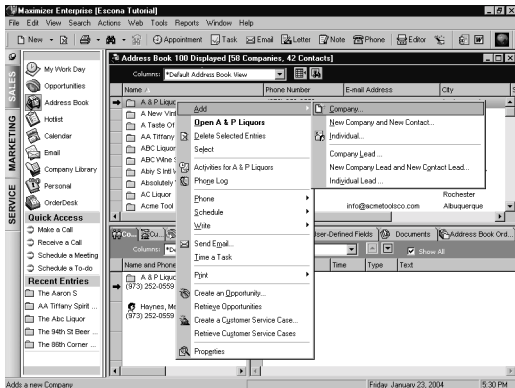 Maximizer Enterprise [Escona Tutorial]
File Edit View Search Actions Web Tools Reports Window Help
New Appointment Task Email Letter Note Phone Editor
SALES
MARKETING
SERVICE
My Work Day
Opportunities
Address Book
Hotlist
Calendar
Email
Company Library
Personal
OrderDesk
Quick Access
Make a Call
Receive a Call
Schedule a Meeting
Schedule a To-do
Recent Entries
The Aaron S
AA Tiffany Spirit ...
The Abc Liquor
The 94th St Beer ...
The 86th Corner ...
Address Book 100 Displayed [58 Companies, 42 Contacts]
Columns: *Default Address Book View
Name Phone Number E-mail Address City
A & P Liquo
A New Vint
A Taste Of
AA Tiffany
ABC Liquor
ABC Wine S
Abiy S Intl W
Absolutely
AC Liquor Rochester
Acme Tool info@acmetoolsco.com Albuquerque
Add
Open A & P Liquors
Delete Selected Entries
Select
Activities for A & P Liquors
Phone Log
Phone
Schedule
Write
Send Email...
Time a Task
Print
Create an Opportunity...
Retrieve Opportunities
Create a Customer Service Case...
Retrieve Customer Service Cases
Properties
Company...
New Company and New Contact...
Individual...
Company Lead ...
New Company Lead and New Contact Lead...
Individual Lead ...
Co... Cu... User-Defined Fields Documents Address Book Ord...
Columns: *De Show All
Name and Phone Time Type Text
A & P Liquo
(973) 252-0559
Haynes, Me
(973) 252-0559
Adds a new Company Friday January 23, 2004 5:30 PM